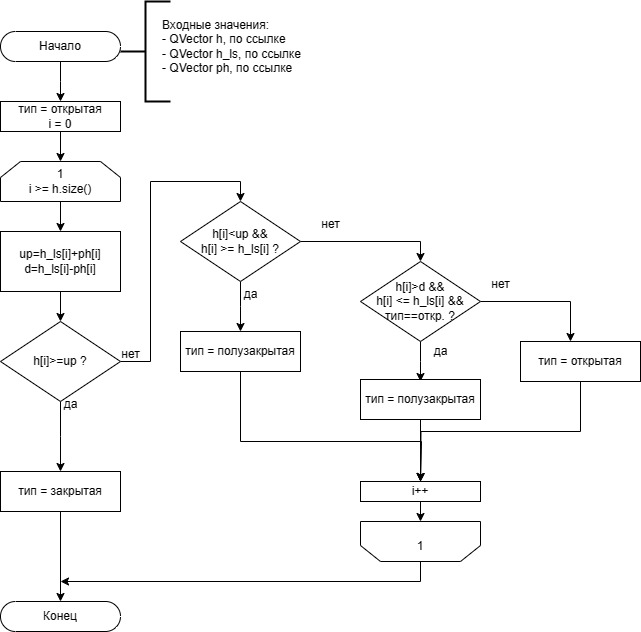 Входные значения:
- QVector h, по ссылке
- QVector h_ls, по ссылке
- QVector ph, по ссылке
Начало
тип = открытая
i = 0
1
i >= h.size()
up=h_ls[i]+ph[i]
d=h_ls[i]-ph[i]
h[i]>=up ?
нет
да
тип = закрытая
h[i]<up &&
h[i] >= h_ls[i] ?
нет
да
тип = полузакрытая
h[i]>d &&
h[i] <= h_ls[i] &&
тип==откр. ?
нет
да
тип = полузакрытая
тип = открытая
i++
1
Конец